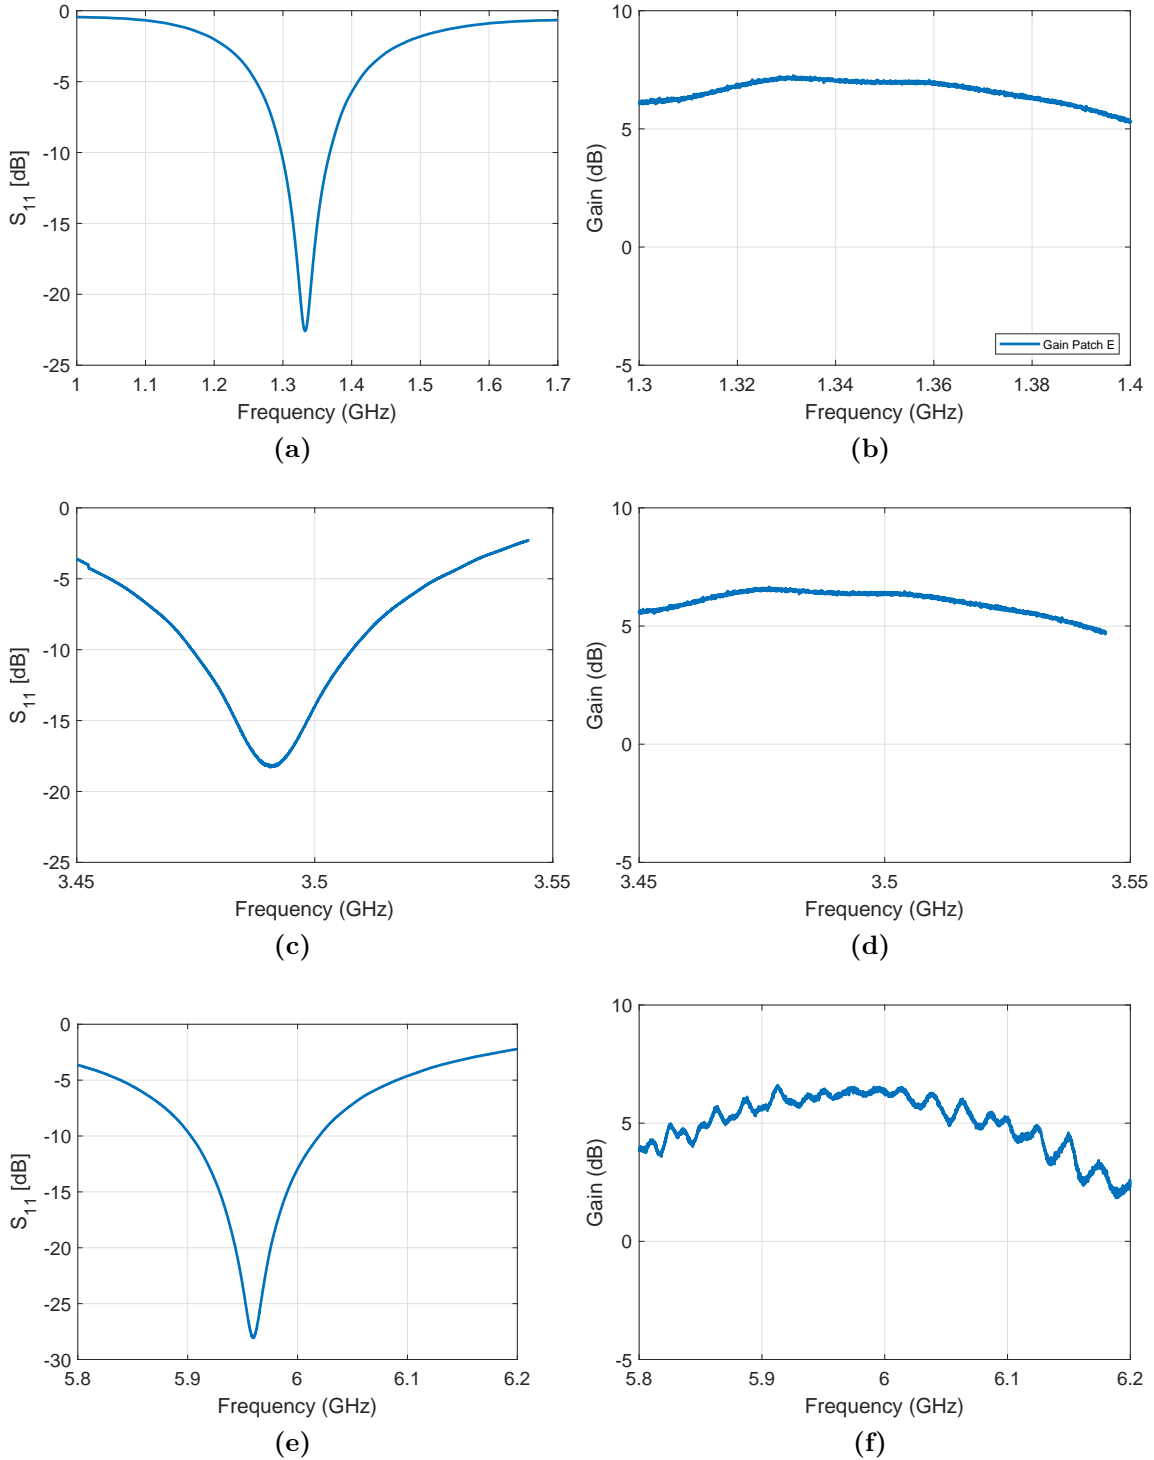 0
-5
-10
-15
-20
-25
S11 [dB]
1 1.1 1.2 1.3 1.4 1.5 1.6 1.7
Frequency (GHz)
(a)
10
5
0
-5
Gain (dB)
Gain Patch E
1.3 1.32 1.34 1.36 1.38 1.4
Frequency (GHz)
(b)
0
-5
-10
-15
-20
-25
S11 [dB]
3.45 3.5 3.55
Frequency (GHz)
(c)
10
5
0
-5
Gain (dB)
3.45 3.5 3.55
Frequency (GHz)
(d)
0
-5
-10
-15
-20
-25
-30
S11 [dB]
5.8 5.9 6 6.1 6.2
Frequency (GHz)
(e)
10
5
0
-5
Gain (dB)
5.8 5.9 6 6.1 6.2
Frequency (GHz)
(f)